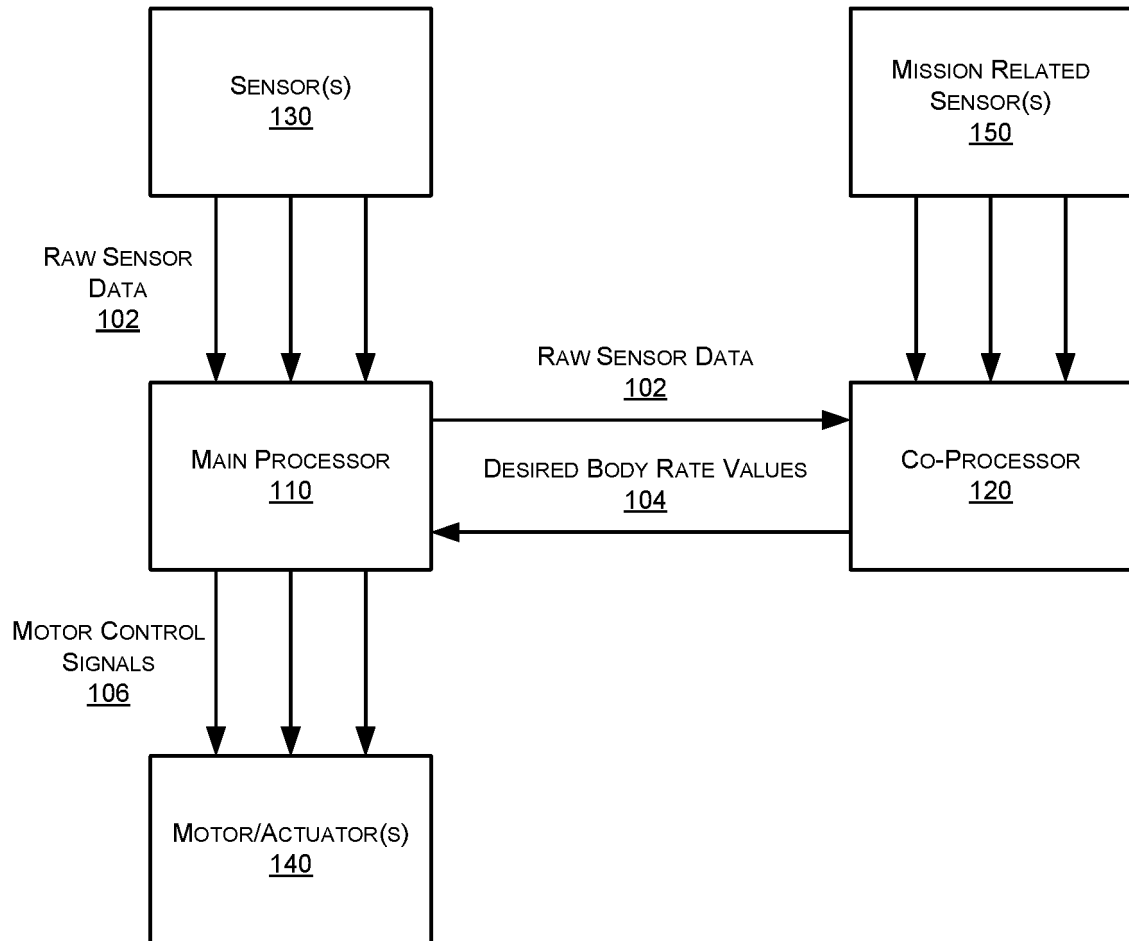 SENSOR(S)
130
MISSION RELATED
SENSOR(S)
150
RAW SENSOR
DATA
102
RAW SENSOR DATA
102
MAIN PROCESSOR
110
DESIRED BODY RATE VALUES
104
CO-PROCESSOR
120
MOTOR CONTROL
SIGNALS
106
MOTOR/ACTUATOR(S)
140